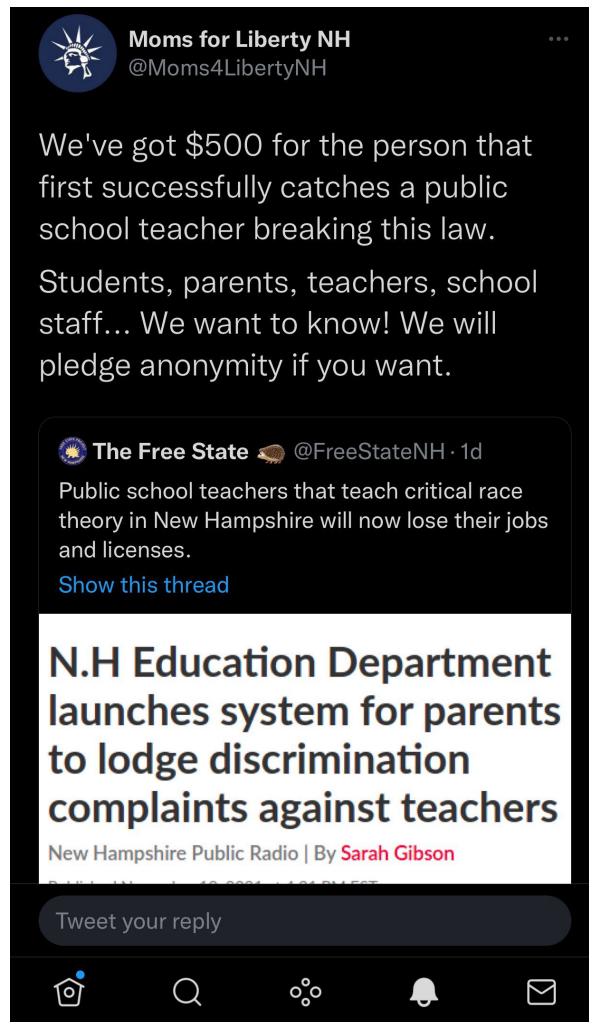 Moms for Liberty NH
@Moms4LibertyNH
We've got $500 for the person that
first successfully catches a public
school teacher breaking this law.
Students, parents, teachers, school
staff... We want to know! We will
pledge anonymity if you want.
The Free State @FreeStateNH · 1d
Public school teachers that teach critical race
theory in New Hampshire will now lose their jobs
and licenses.
Show this thread
N.H Education Department
launches system for parents
to lodge discrimination
complaints against teachers
New Hampshire Public Radio | By Sarah Gibson
Tweet your reply